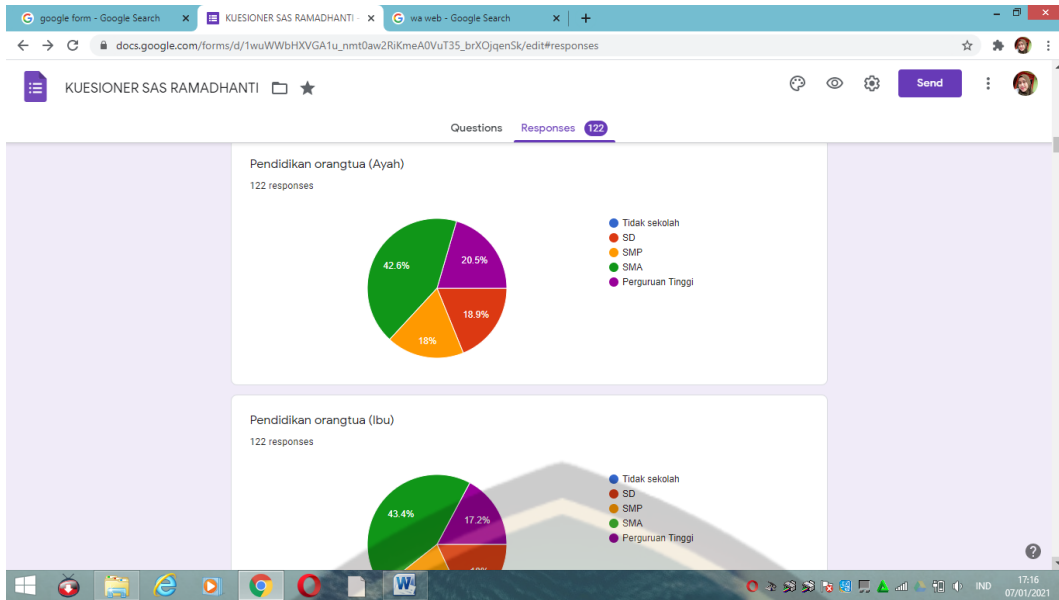 google form - Google Search
KUESIONER SAS RAMADHANTI -
wa web - Google Search
docs.google.com/forms/d/1wuWWbHXVGA1u_nmt0aw2RiKmeA0VuT35_brXOjqenSk/edit#responses
KUESIONER SAS RAMADHANTI
Send
Questions Responses 122
Pendidikan orangtua (Ayah)
122 responses
42.6%
20.5%
18.9%
18%
Tidak sekolah
SD
SMP
SMA
Perguruan Tinggi
Pendidikan orangtua (Ibu)
122 responses
43.4%
17.2%
Tidak sekolah
SD
SMP
SMA
Perguruan Tinggi
IND
17:16
07/01/2021